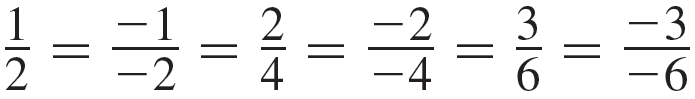 1/2 = −1/−2 = 2/4 = −2/−4 = 3/6 = −3/−6